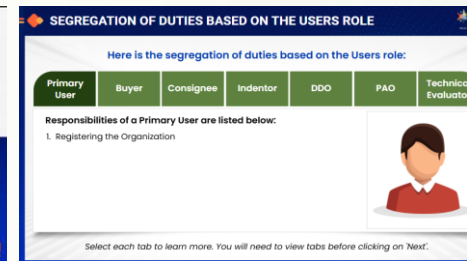 SEGREGATION OF DUTIES BASED ON THE USERS ROLE
Here is the segregation of duties based on the Users role:
Primary User
Buyer
Consignee
Indentor
DDO
PAO
Technica
Evaluato
Responsibilities of a Primary User are listed below:
1. Registering the Organization
Select each tab to learn more. You will need to view tabs before clicking on 'Next'.